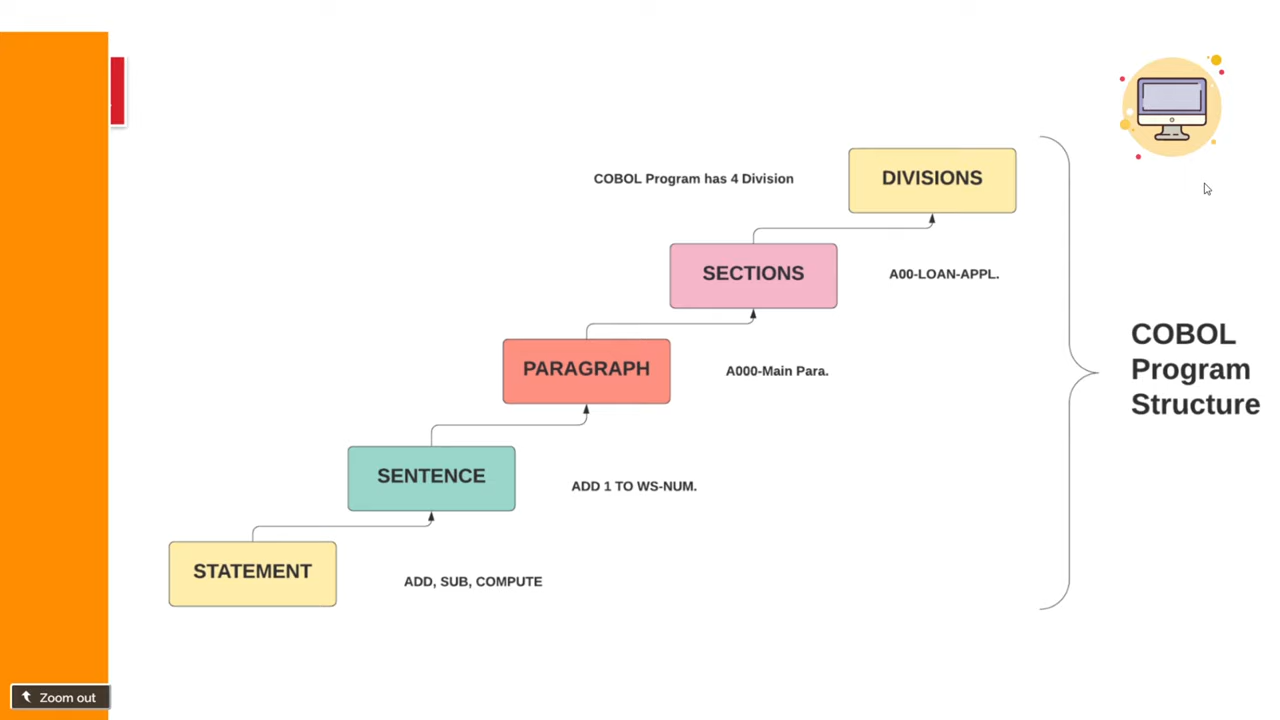 COBOL Program has 4 Division
DIVISIONS
SECTIONS
A00-LOAN-APPL.
COBOL
Program
Structure
PARAGRAPH
A000-Main Para.
SENTENCE
ADD 1 TO WS-NUM.
STATEMENT
ADD, SUB, COMPUTE
Zoom out